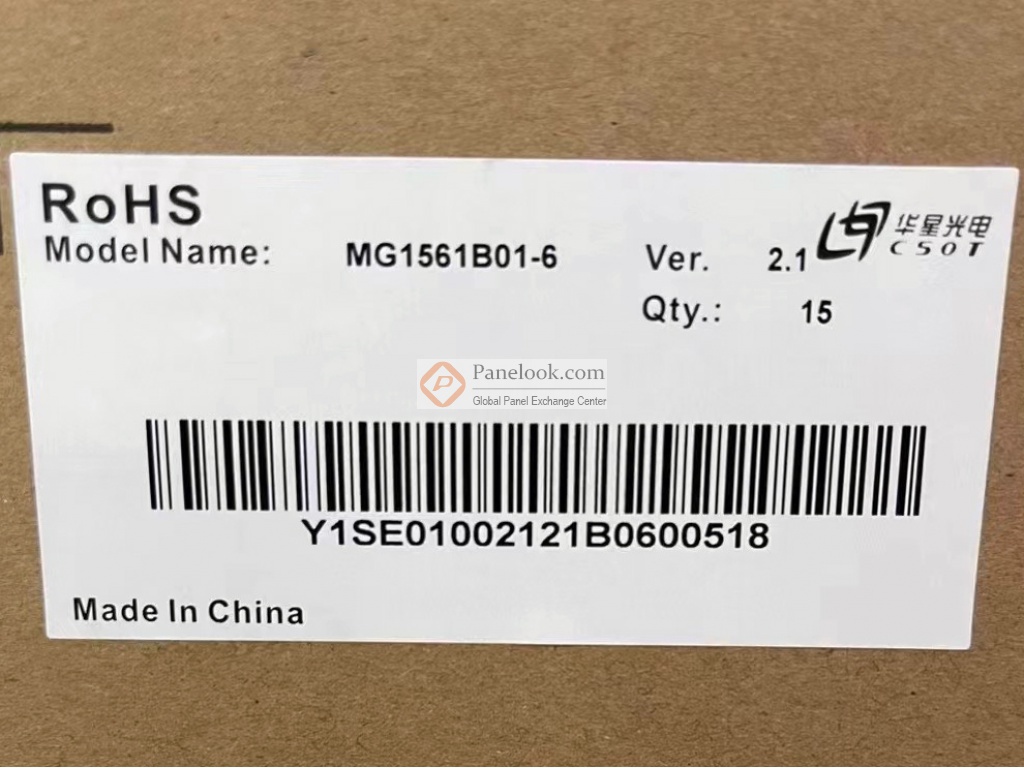 RoHS
华星光电
CSOT
Model Name: MG1561B01-6 Ver. 2.1
Qty.: 15
Panelook.com
Global Panel Exchange Center
Y1SE01002121B0600518
Made In China